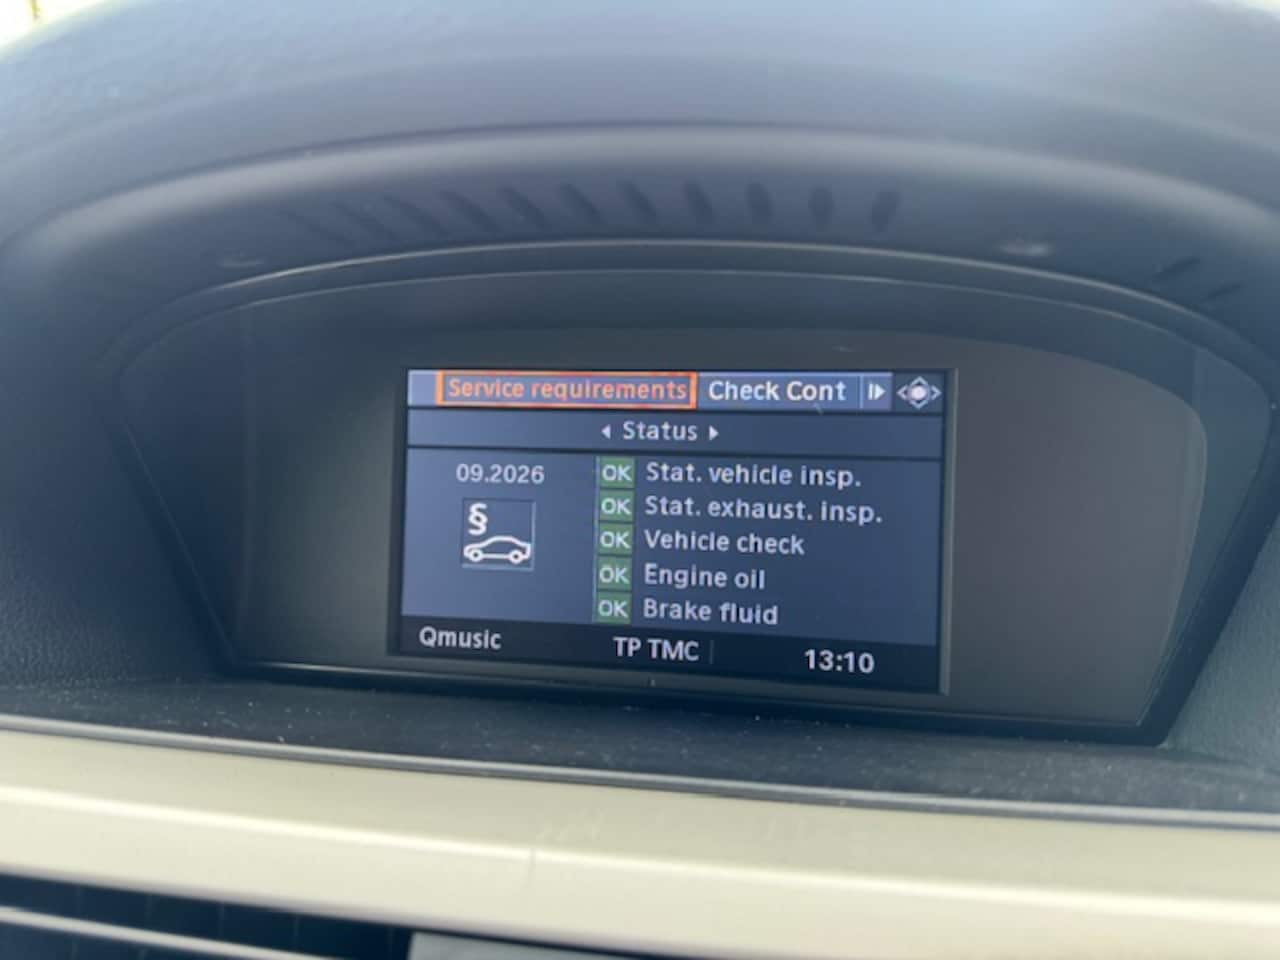 Service requirements Check Cont
Status
09.2026
OK Stat. vehicle insp.
§
OK Stat. exhaust. insp.
OK Vehicle check
OK Engine oil
OK Brake fluid
Qmusic TP TMC 13:10